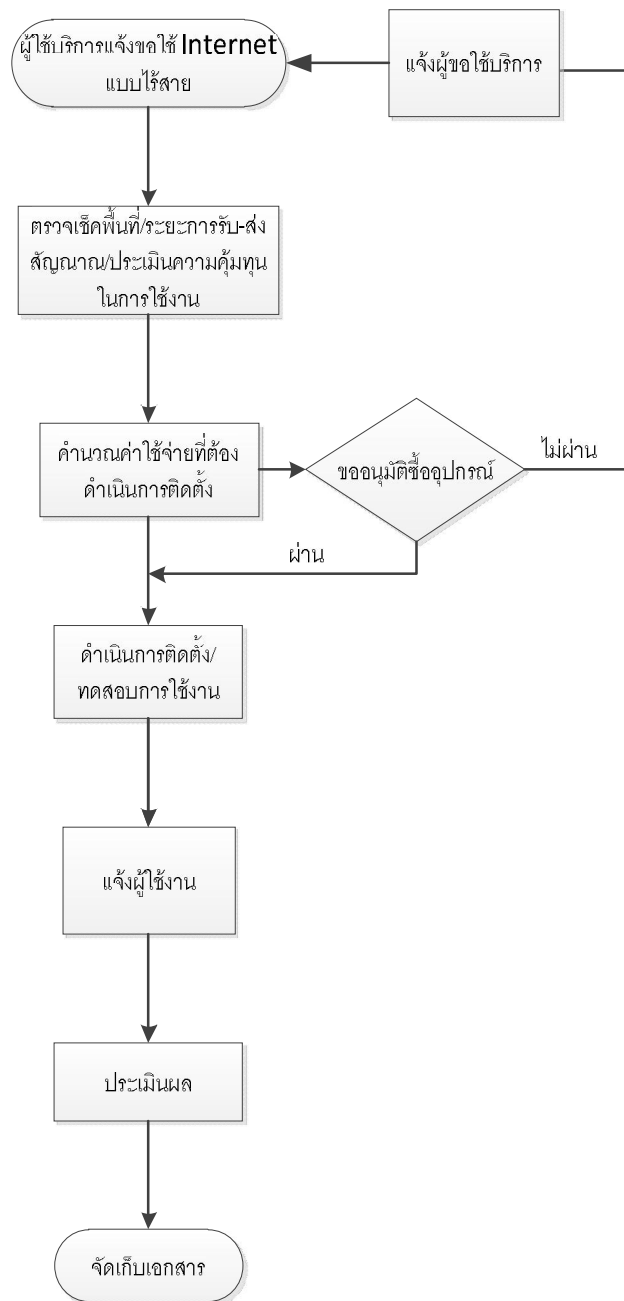 ผู้ใช้บริการแจ้งขอใช้ Internet
แบบไร้สาย
แจ้งผู้ขอใช้บริการ
ตรวจเช็คพื้นที่/ระยะการรับ-ส่ง
สัญณาณ/ประเมินความคุ้มทุน
ในการใช้งาน
คำนวณค่าใช้จ่ายที่ต้อง
ดำเนินการติดตั้ง
ขออนุมัติซื้ออุปกรณ์
ไม่ผ่าน
ผ่าน
ดำเนินการติดตั้ง/
ทดสอบการใช้งาน
แจ้งผู้ใช้งาน
ประเมินผล
จัดเก็บเอกสาร